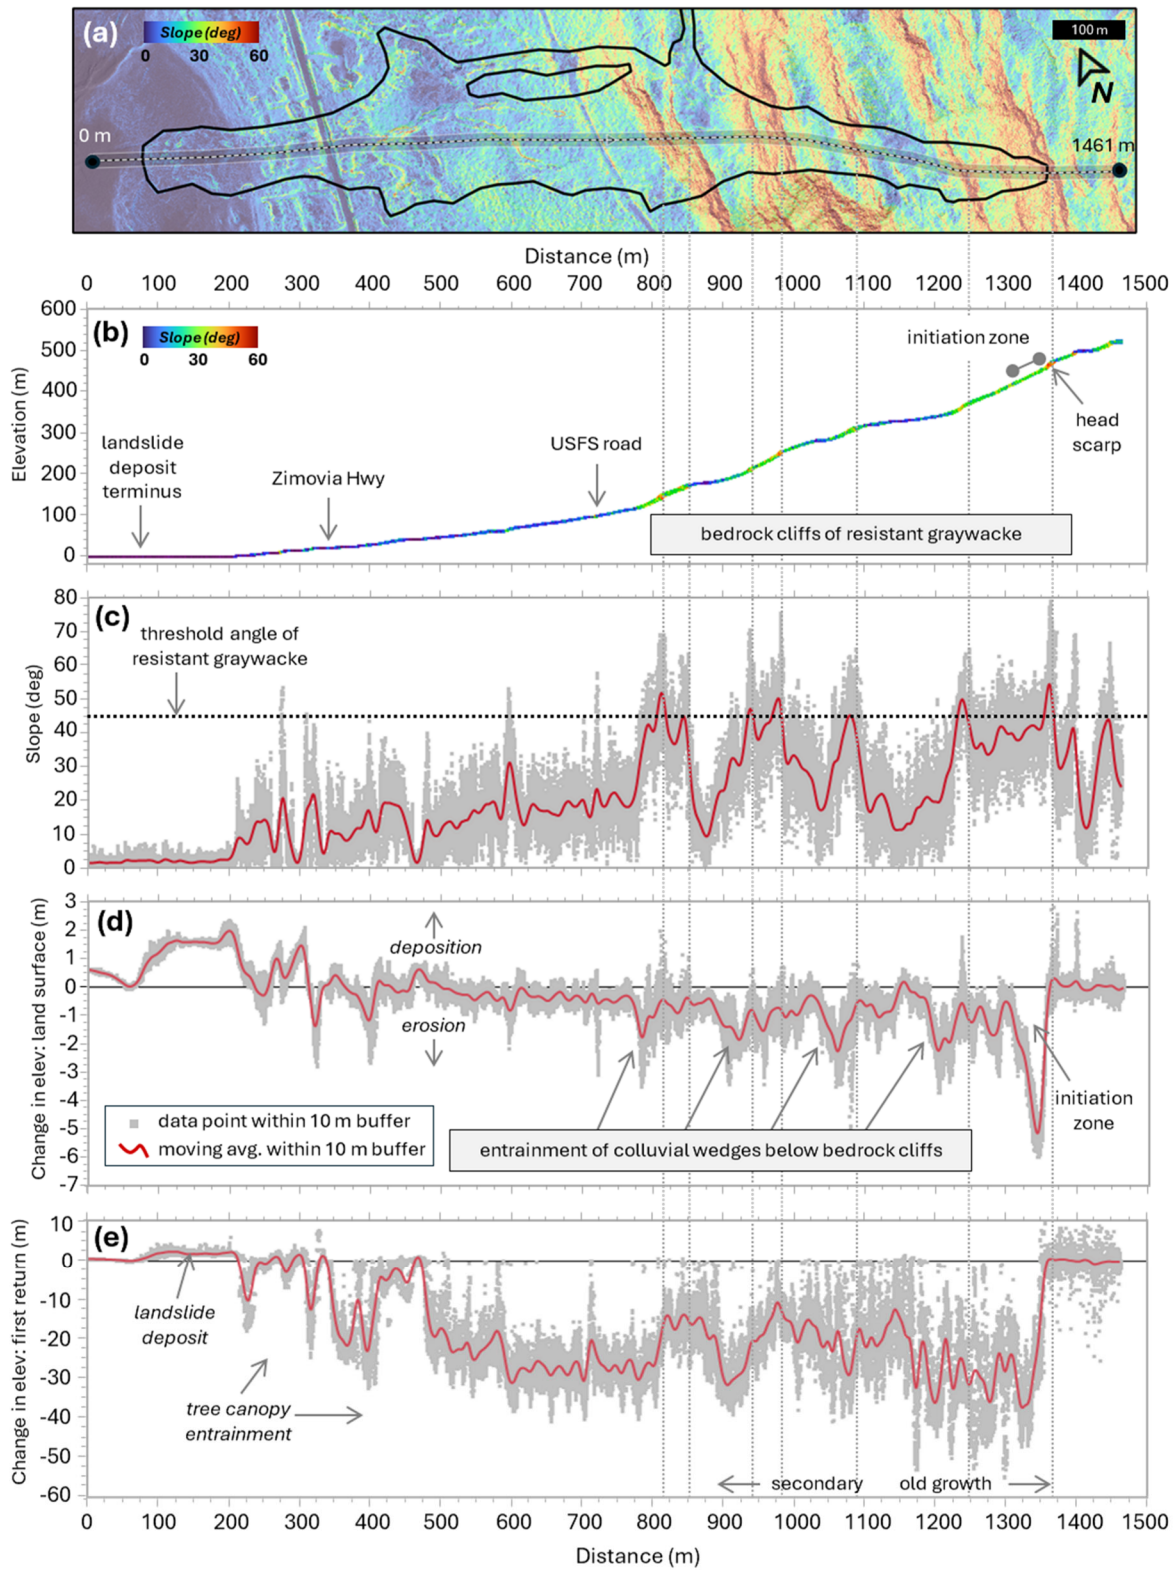 (a)
Slope (deg)
0 30 60
100 m
N
0 m
1461 m
Distance (m)
0 100 200 300 400 500 600 700 800 900 1000 1100 1200 1300 1400 1500
600
500
400
300
200
100
0
Elevation (m)
(b)
Slope (deg)
0 30 60
initiation zone
head
scarp
landslide
deposit
terminus
Zimovia Hwy
USFS road
bedrock cliffs of resistant graywacke
80
70
60
50
40
30
20
10
0
Slope (deg)
(c)
threshold angle of
resistant graywacke
3
2
1
0
-1
-2
-3
-4
-5
-6
-7
Change in elev: land surface (m)
(d)
deposition
erosion
initiation
zone
data point within 10 m buffer
moving avg. within 10 m buffer
entrainment of colluvial wedges below bedrock cliffs
10
0
-10
-20
-30
-40
-50
-60
Change in elev: first return (m)
(e)
landslide
deposit
tree canopy
entrainment
secondary
old growth
0 100 200 300 400 500 600 700 800 900 1000 1100 1200 1300 1400 1500
Distance (m)